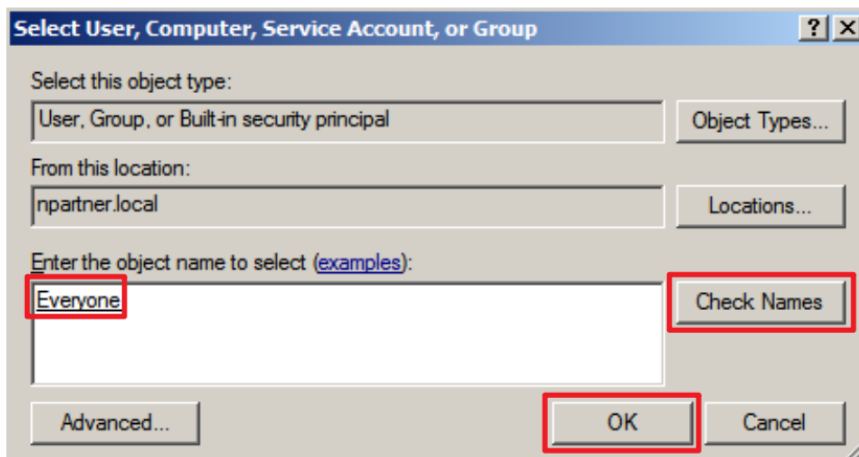 Select User, Computer, Service Account, or Group
Select this object type:
User, Group, or Built-in security principal
Object Types...
From this location:
npartner.local
Locations...
Enter the object name to select (examples):
Everyone
Check Names
Advanced...
OK
Cancel